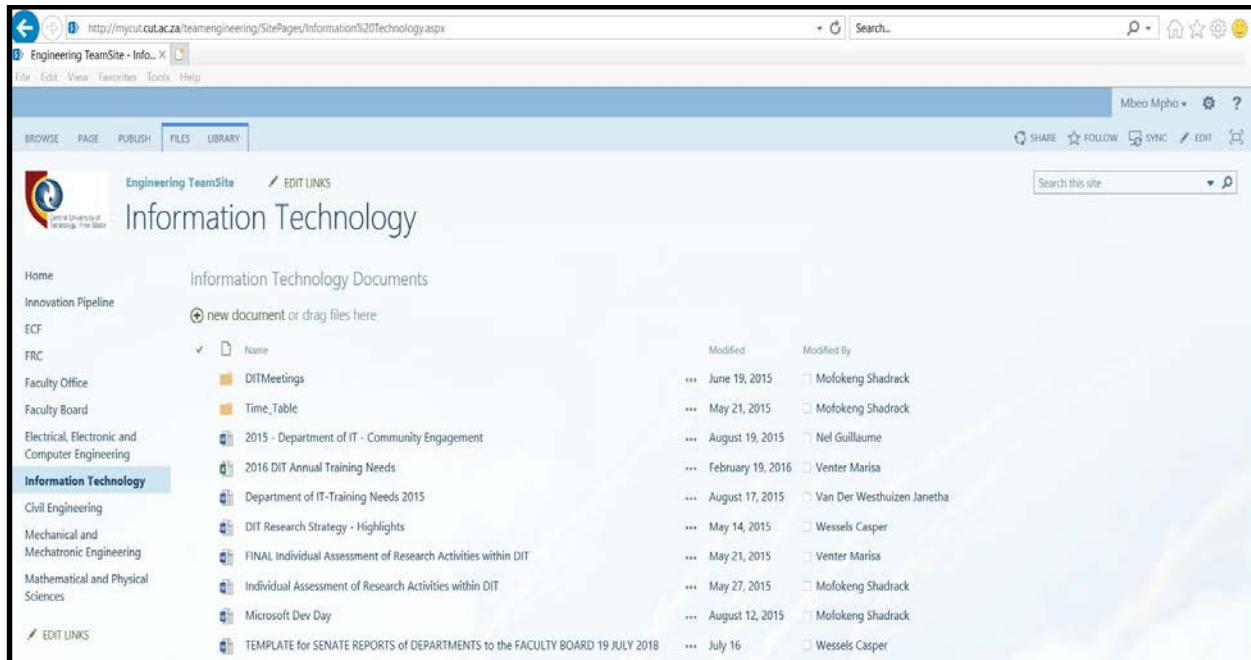 http://mycut.cut.ac.za/teamengineering/SitePages/Information%20Technology.aspx
Search...
Engineering TeamSite - Info...
File Edit View Favorites Tools Help
Mbeo Mpho
?
BROWSE PAGE PUBLISH FILES LIBRARY
SHARE FOLLOW SYNC EDIT
Central University of
Technology, Free State
Engineering TeamSite EDIT LINKS
Information Technology
Search this site
Home
Innovation Pipeline
ECF
FRC
Faculty Office
Faculty Board
Electrical, Electronic and
Computer Engineering
Information Technology
Civil Engineering
Mechanical and
Mechatronic Engineering
Mathematical and Physical
Sciences
EDIT LINKS
Information Technology Documents
new document or drag files here
Name Modified Modified By
DITMeetings ... June 19, 2015 Mofokeng Shadrack
Time_Table ... May 21, 2015 Mofokeng Shadrack
2015 - Department of IT - Community Engagement ... August 19, 2015 Nel Guillaume
2016 DIT Annual Training Needs ... February 19, 2016 Venter Marisa
Department of IT-Training Needs 2015 ... August 17, 2015 Van Der Westhuizen Janetha
DIT Research Strategy - Highlights ... May 14, 2015 Wessels Casper
FINAL Individual Assessment of Research Activities within DIT ... May 21, 2015 Venter Marisa
Individual Assessment of Research Activities within DIT ... May 27, 2015 Mofokeng Shadrack
Microsoft Dev Day ... August 12, 2015 Mofokeng Shadrack
TEMPLATE for SENATE REPORTS of DEPARTMENTS to the FACULTY BOARD 19 JULY 2018 ... July 16 Wessels Casper